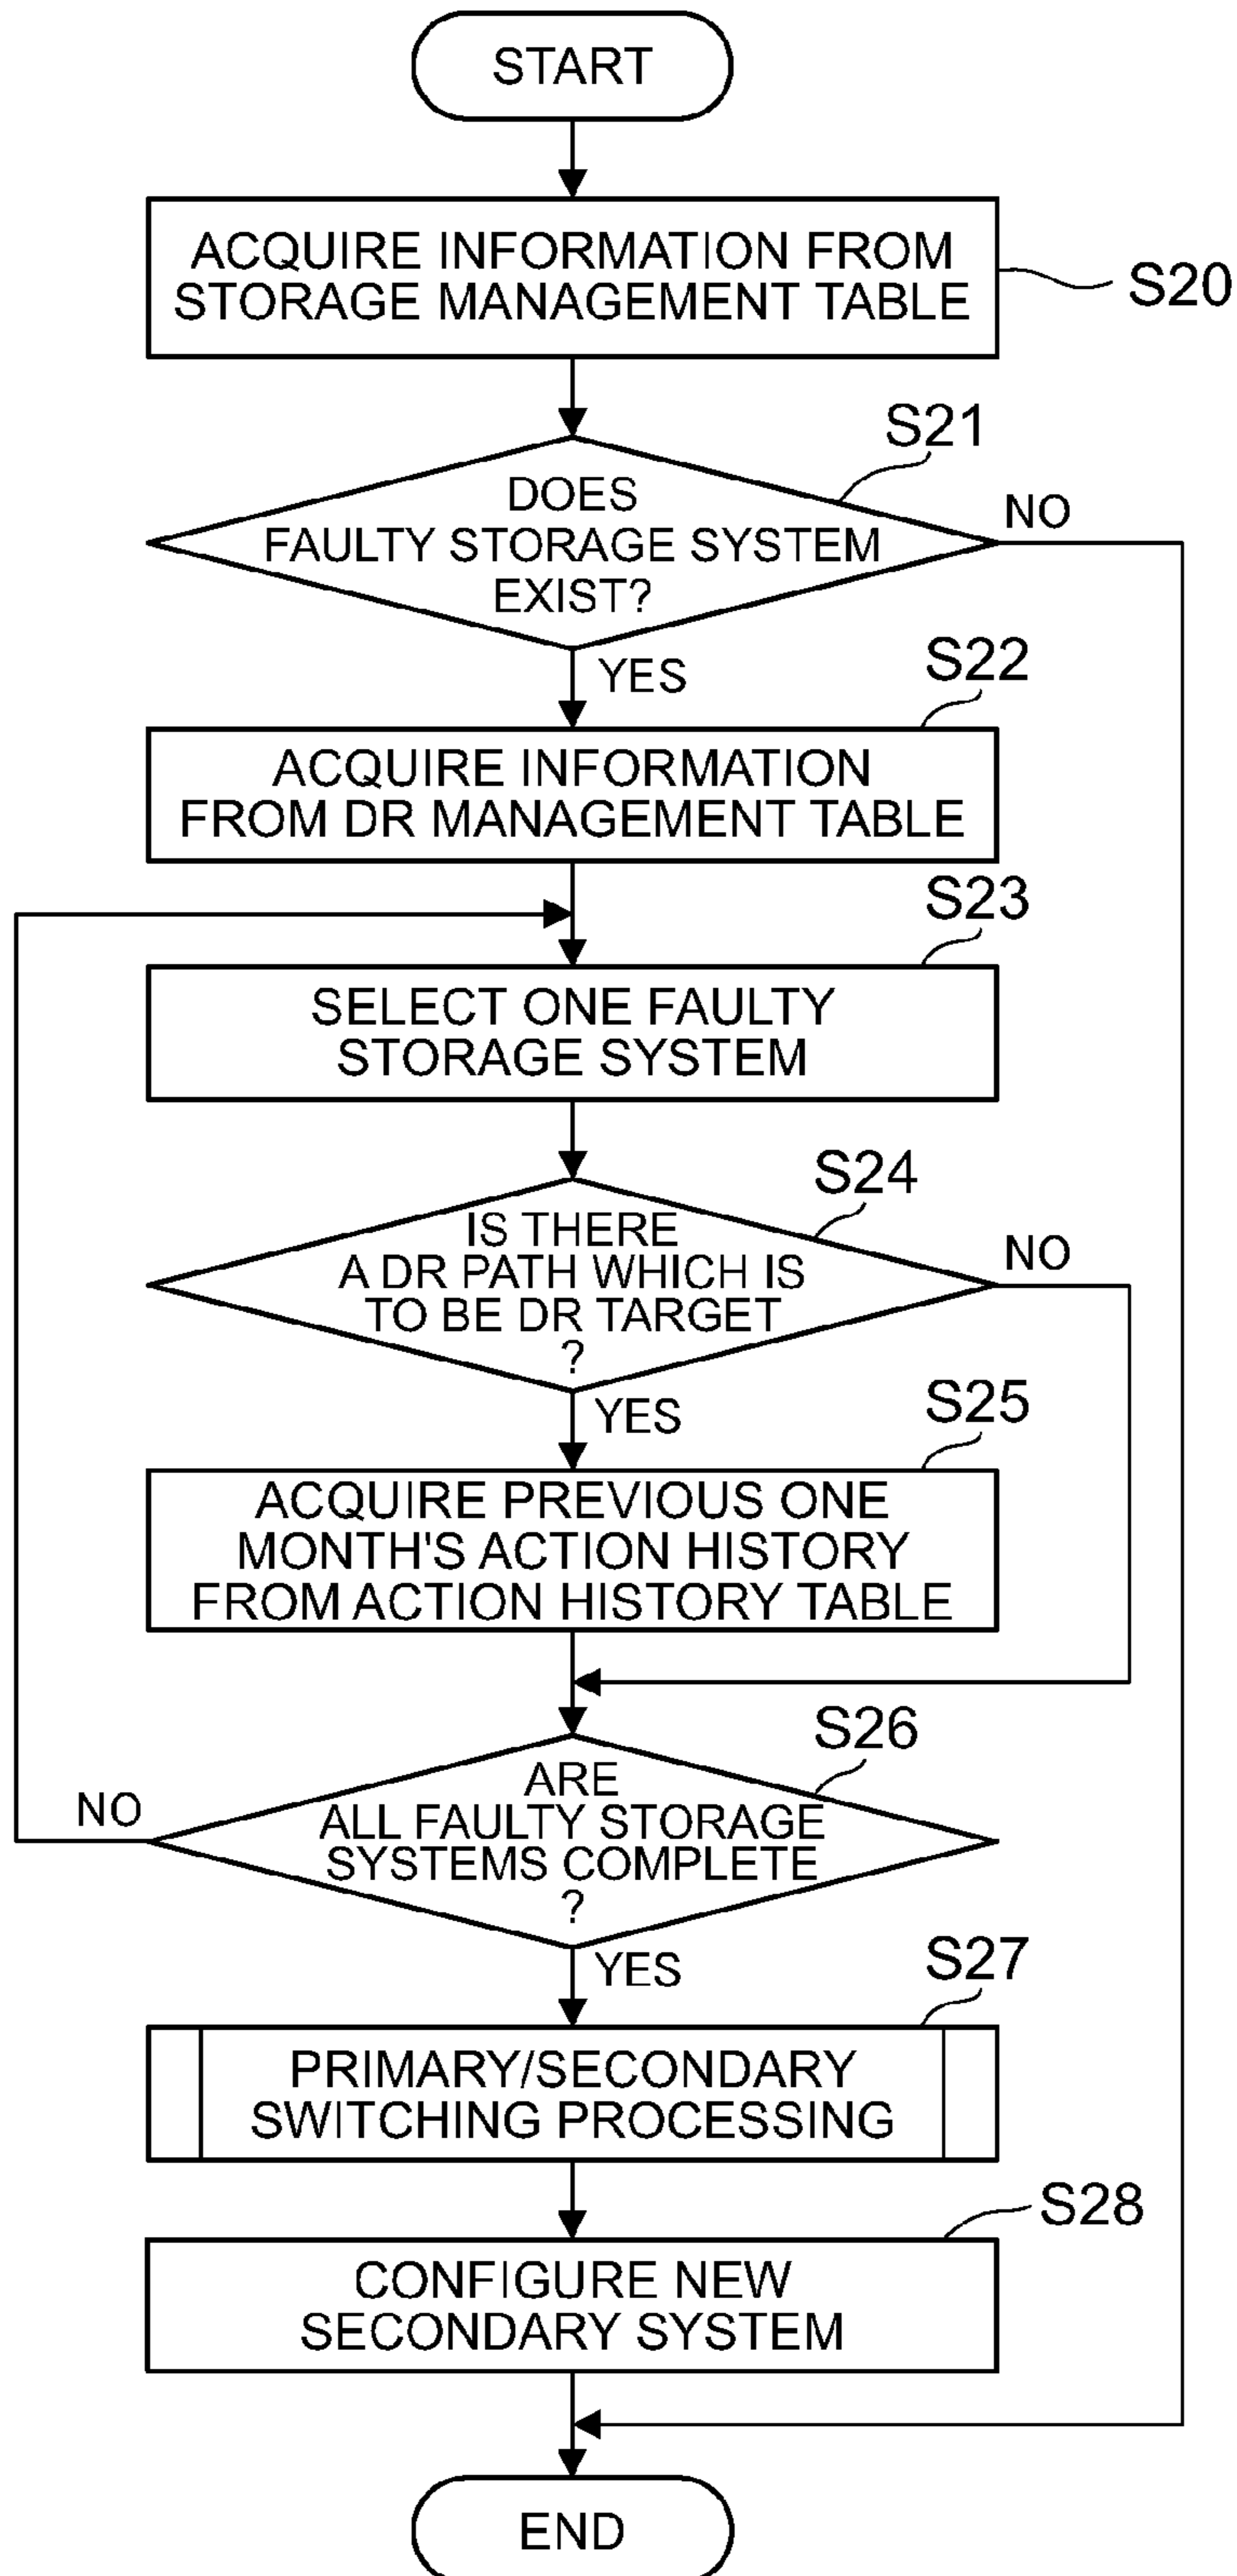 START
ACQUIRE INFORMATION FROM
STORAGE MANAGEMENT TABLE
S20
S21
DOES
FAULTY STORAGE SYSTEM
EXIST?
NO
YES
S22
ACQUIRE INFORMATION
FROM DR MANAGEMENT TABLE
S23
SELECT ONE FAULTY
STORAGE SYSTEM
S24
IS THERE
A DR PATH WHICH IS
TO BE DR TARGET
?
NO
YES
S25
ACQUIRE PREVIOUS ONE
MONTH'S ACTION HISTORY
FROM ACTION HISTORY TABLE
S26
ARE
ALL FAULTY STORAGE
SYSTEMS COMPLETE
?
NO
YES
S27
PRIMARY/SECONDARY
SWITCHING PROCESSING
S28
CONFIGURE NEW
SECONDARY SYSTEM
END